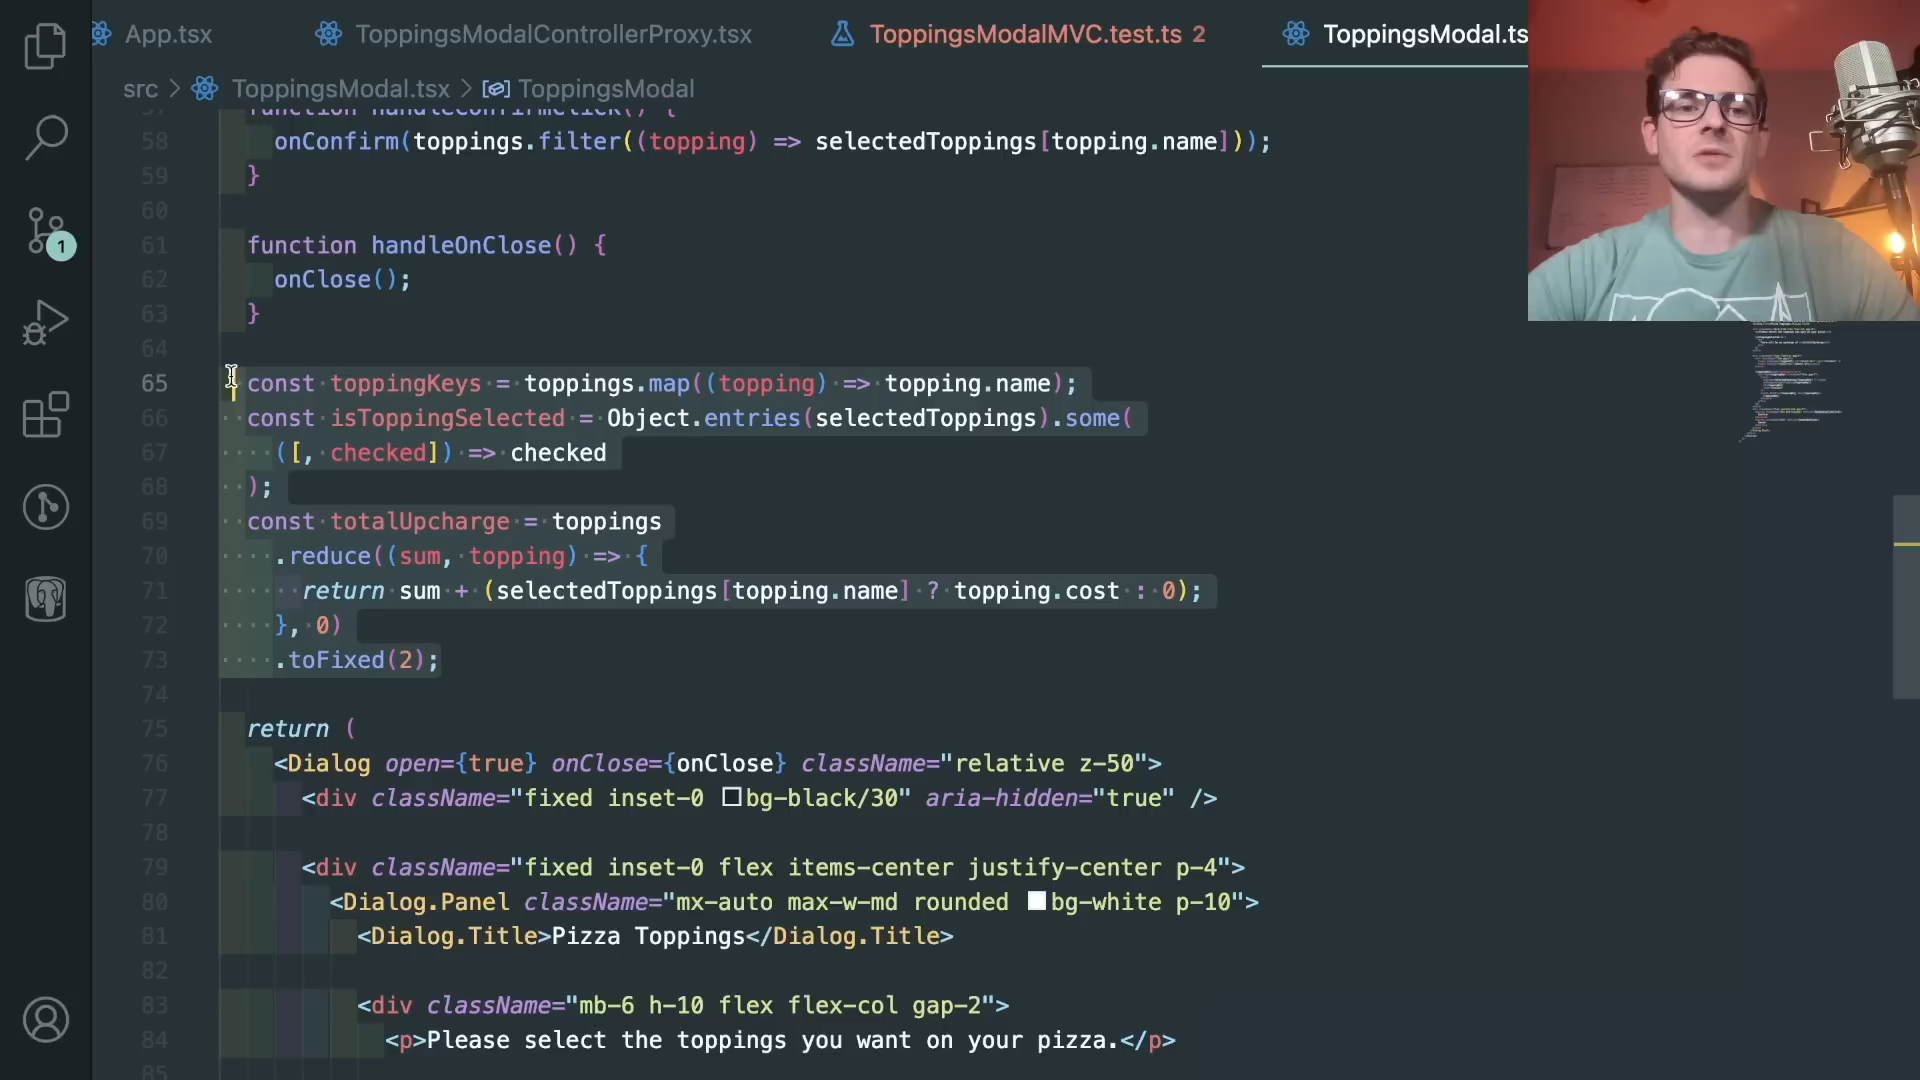 App.tsx
ToppingsModalControllerProxy.tsx
ToppingsModalMVC.test.ts 2
ToppingsModal.ts
src > ToppingsModal.tsx > ToppingsModal
57 function handleConfirmClick() {
58 onConfirm(toppings.filter((topping) => selectedToppings[topping.name]));
59 }
60
61 function handleOnClose() {
62 onClose();
63 }
64
65 const toppingKeys = toppings.map((topping) => topping.name);
66 const isToppingSelected = Object.entries(selectedToppings).some(
67 ([, checked]) => checked
68 );
69 const totalUpcharge = toppings
70 .reduce((sum, topping) => {
71 return sum + (selectedToppings[topping.name] ? topping.cost : 0);
72 }, 0)
73 .toFixed(2);
74
75 return (
76 <Dialog open={true} onClose={onClose} className="relative z-50">
77 <div className="fixed inset-0 bg-black/30" aria-hidden="true" />
78
79 <div className="fixed inset-0 flex items-center justify-center p-4">
80 <Dialog.Panel className="mx-auto max-w-md rounded bg-white p-10">
81 <Dialog.Title>Pizza Toppings</Dialog.Title>
82
83 <div className="mb-6 h-10 flex flex-col gap-2">
84 <p>Please select the toppings you want on your pizza.</p>
85
1